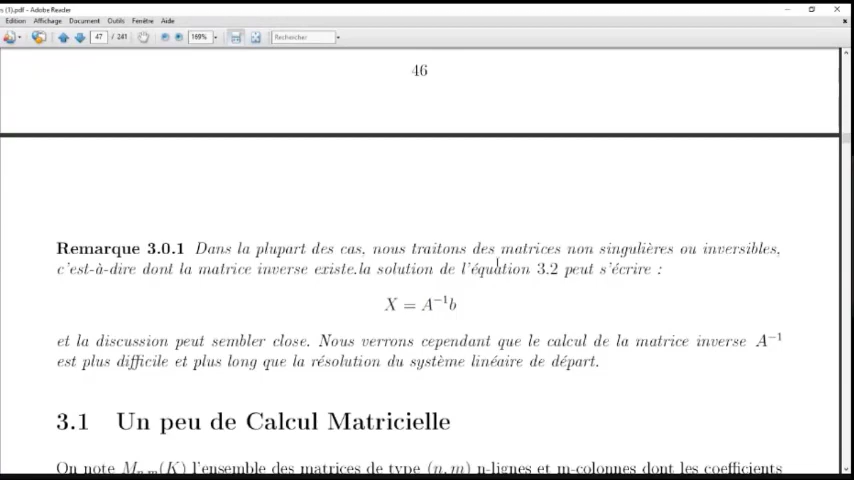 s (1).pdf - Adobe Reader
Edition Affichage Document Outils Fenêtre Aide
47 / 241 169% Rechercher
46
Remarque 3.0.1 Dans la plupart des cas, nous traitons des matrices non singulières ou inversibles,
c'est-à-dire dont la matrice inverse existe.la solution de l'équation 3.2 peut s'écrire :
X = A⁻¹b
et la discussion peut sembler close. Nous verrons cependant que le calcul de la matrice inverse A⁻¹
est plus difficile et plus long que la résolution du système linéaire de départ.
3.1 Un peu de Calcul Matricielle
On note Mₙ,ₘ(K) l'ensemble des matrices de type (n, m) n-lignes et m-colonnes dont les coefficients